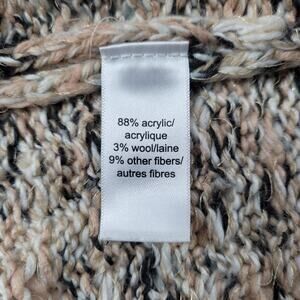 88% acrylic/
acrylique
3% wool/laine
9% other fibers/
autres fibres